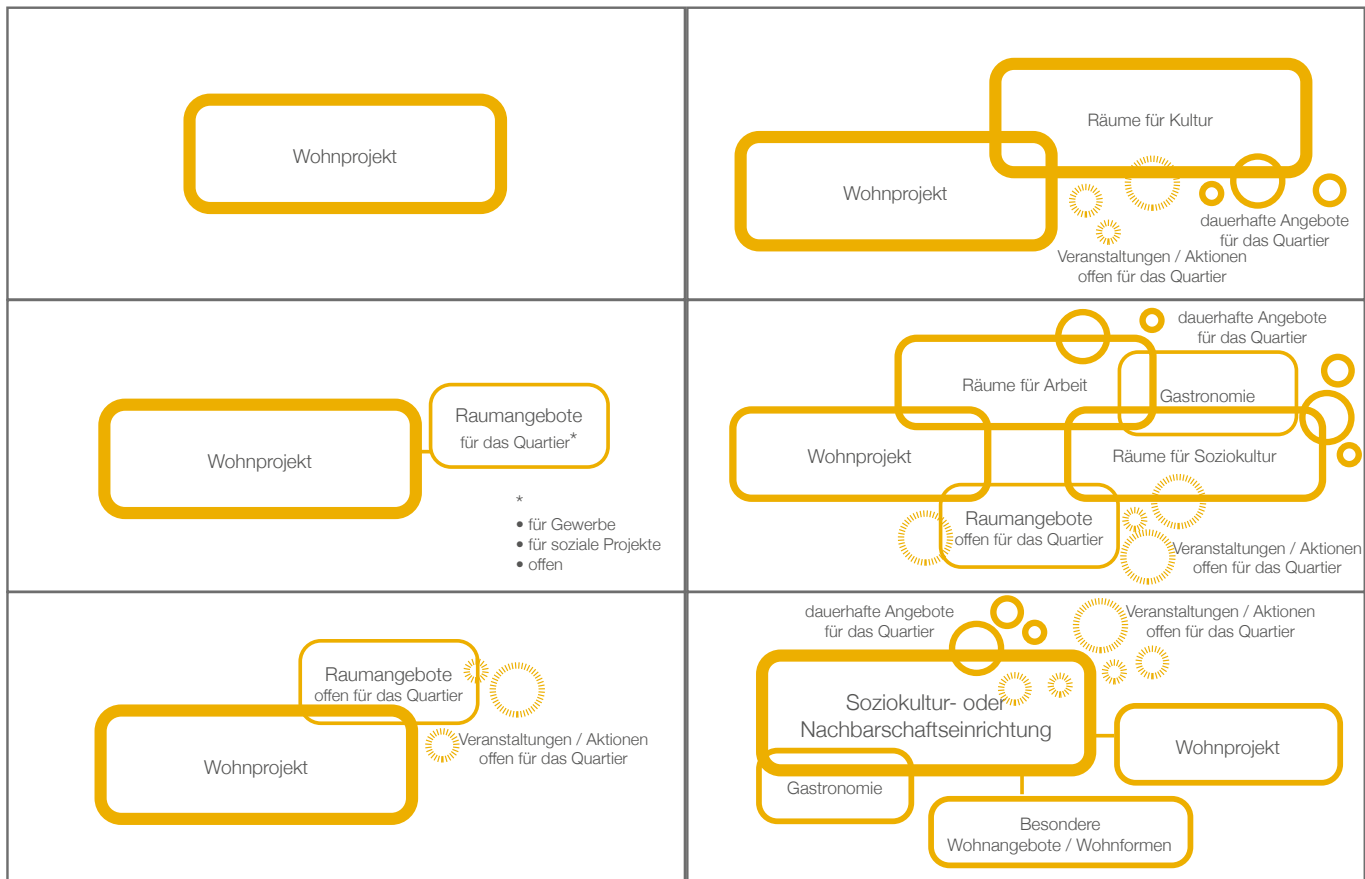 Wohnprojekt
Räume für Kultur
Wohnprojekt
dauerhafte Angebote
für das Quartier
Veranstaltungen / Aktionen
offen für das Quartier
Wohnprojekt
Raumangebote
für das Quartier*
*
• für Gewerbe
• für soziale Projekte
• offen
dauerhafte Angebote
für das Quartier
Räume für Arbeit
Gastronomie
Wohnprojekt
Räume für Soziokultur
Raumangebote
offen für das Quartier
Veranstaltungen / Aktionen
offen für das Quartier
Raumangebote
offen für das Quartier
Wohnprojekt
Veranstaltungen / Aktionen
offen für das Quartier
dauerhafte Angebote
für das Quartier
Veranstaltungen / Aktionen
offen für das Quartier
Soziokultur- oder
Nachbarschaftseinrichtung
Wohnprojekt
Gastronomie
Besondere
Wohnangebote / Wohnformen